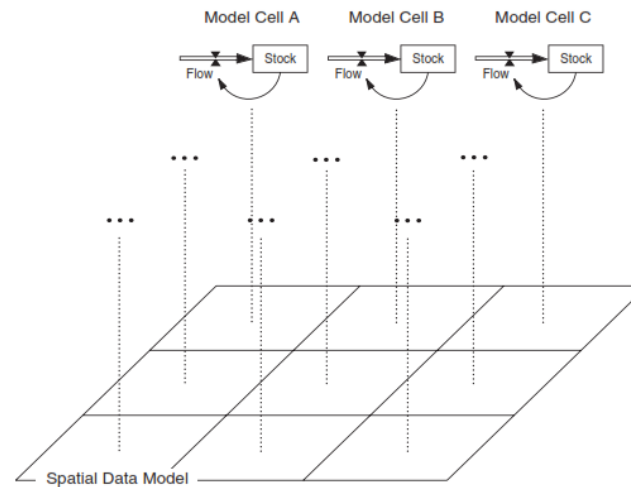 Model Cell A Model Cell B Model Cell C
Stock Stock Stock
Flow Flow Flow
... ... ...
... ... ...
Spatial Data Model